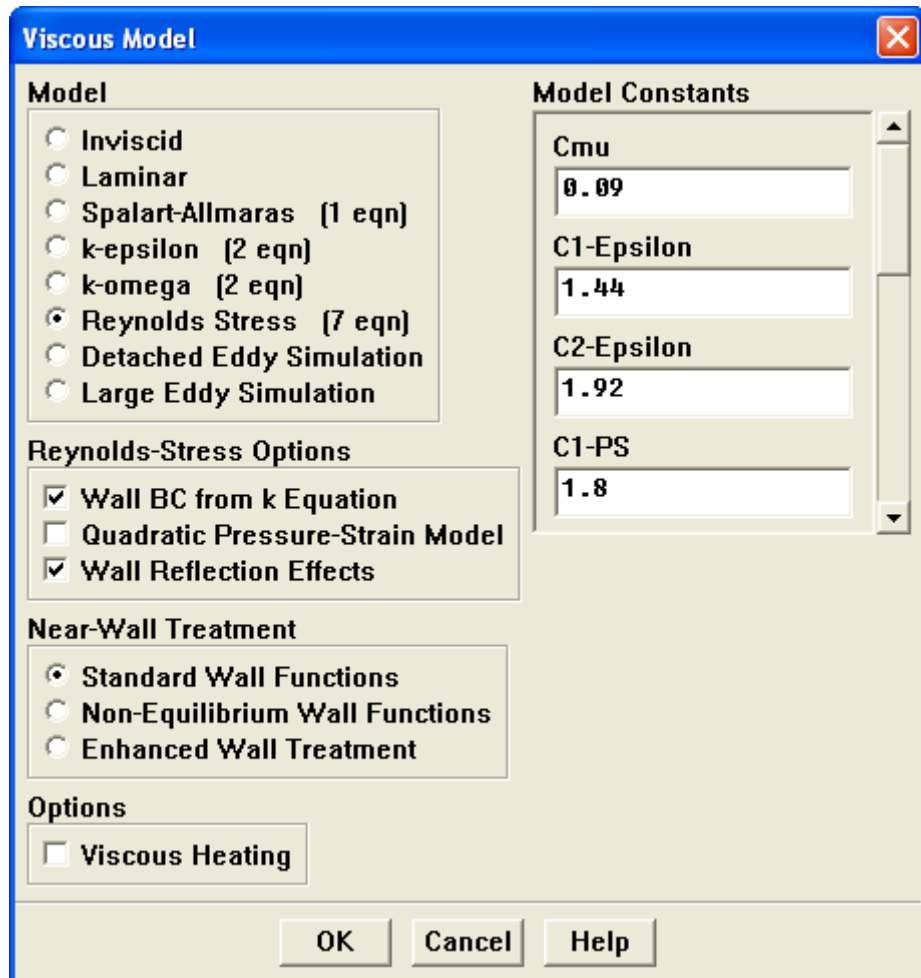 Viscous Model
Model
Inviscid
Laminar
Spalart-Allmaras (1 eqn)
k-epsilon (2 eqn)
k-omega (2 eqn)
Reynolds Stress (7 eqn)
Detached Eddy Simulation
Large Eddy Simulation
Reynolds-Stress Options
Wall BC from k Equation
Quadratic Pressure-Strain Model
Wall Reflection Effects
Near-Wall Treatment
Standard Wall Functions
Non-Equilibrium Wall Functions
Enhanced Wall Treatment
Options
Viscous Heating
Model Constants
Cmu
0.09
C1-Epsilon
1.44
C2-Epsilon
1.92
C1-PS
1.8
OK Cancel Help